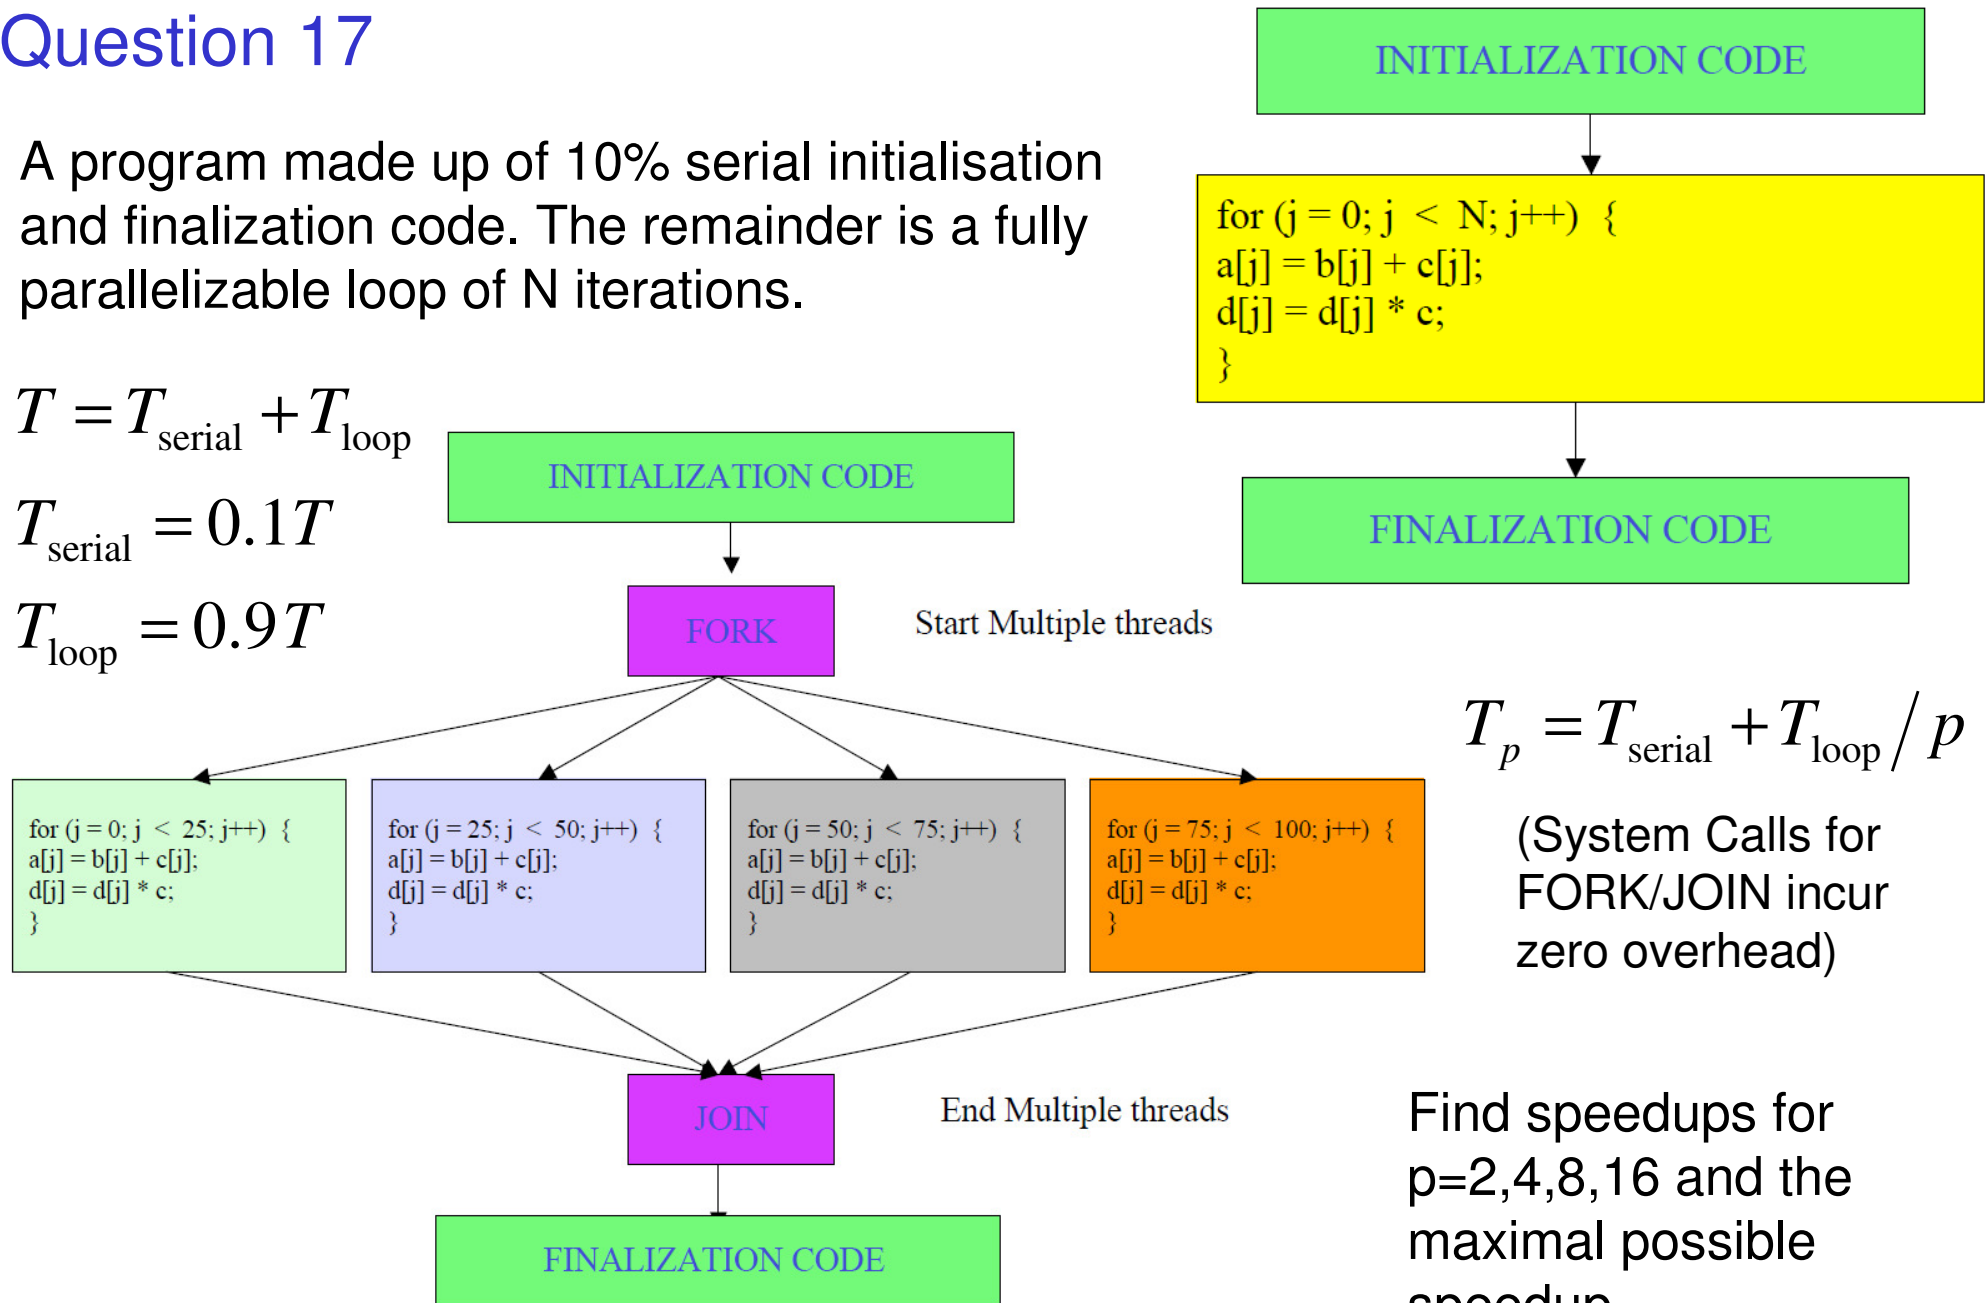 Question 17
A program made up of 10% serial initialisation
and finalization code. The remainder is a fully
parallelizable loop of N iterations.
T = T_serial + T_loop
T_serial = 0.1T
T_loop = 0.9T
INITIALIZATION CODE
for (j = 0; j < N; j++) {
a[j] = b[j] + c[j];
d[j] = d[j] * c;
}
FINALIZATION CODE
INITIALIZATION CODE
FORK
Start Multiple threads
for (j = 0; j < 25; j++) {
a[j] = b[j] + c[j];
d[j] = d[j] * c;
}
for (j = 25; j < 50; j++) {
a[j] = b[j] + c[j];
d[j] = d[j] * c;
}
for (j = 50; j < 75; j++) {
a[j] = b[j] + c[j];
d[j] = d[j] * c;
}
for (j = 75; j < 100; j++) {
a[j] = b[j] + c[j];
d[j] = d[j] * c;
}
JOIN
End Multiple threads
FINALIZATION CODE
T_p = T_serial + T_loop / p
(System Calls for
FORK/JOIN incur
zero overhead)
Find speedups for
p=2,4,8,16 and the
maximal possible
speedup